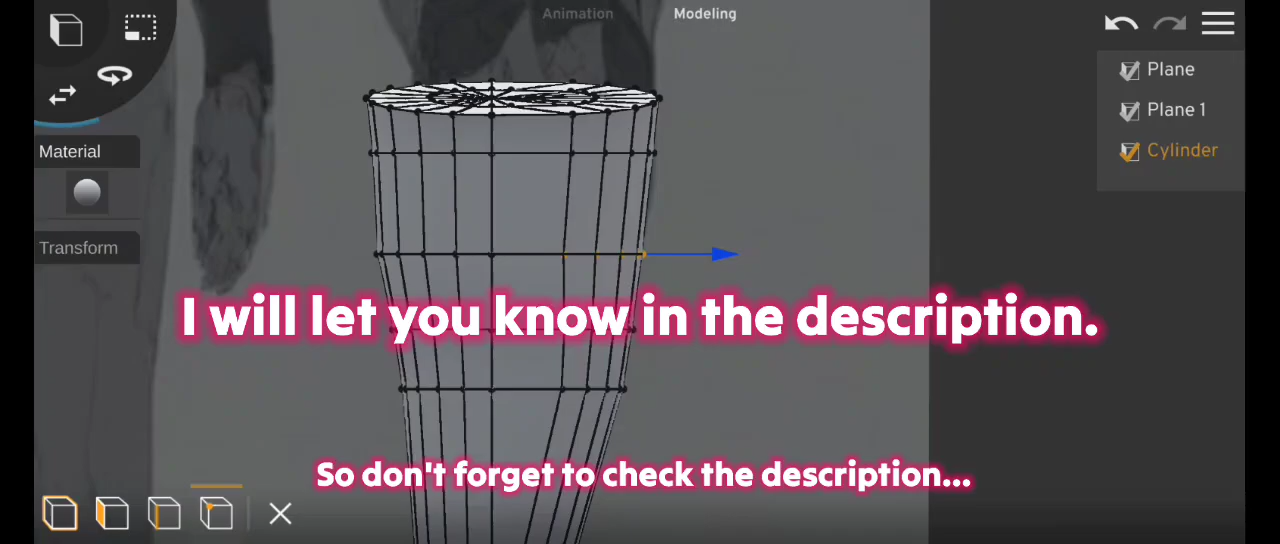 Animation
Modeling
Plane
Plane 1
Cylinder
Material
Transform
I will let you know in the description.
So don't forget to check the description...